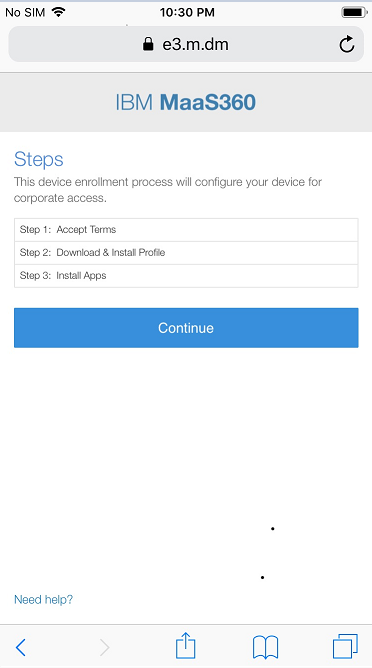 No SIM 10:30 PM
e3.m.dm
IBM MaaS360
Steps
This device enrollment process will configure your device for
corporate access.
Step 1: Accept Terms
Step 2: Download & Install Profile
Step 3: Install Apps
Continue
Need help?